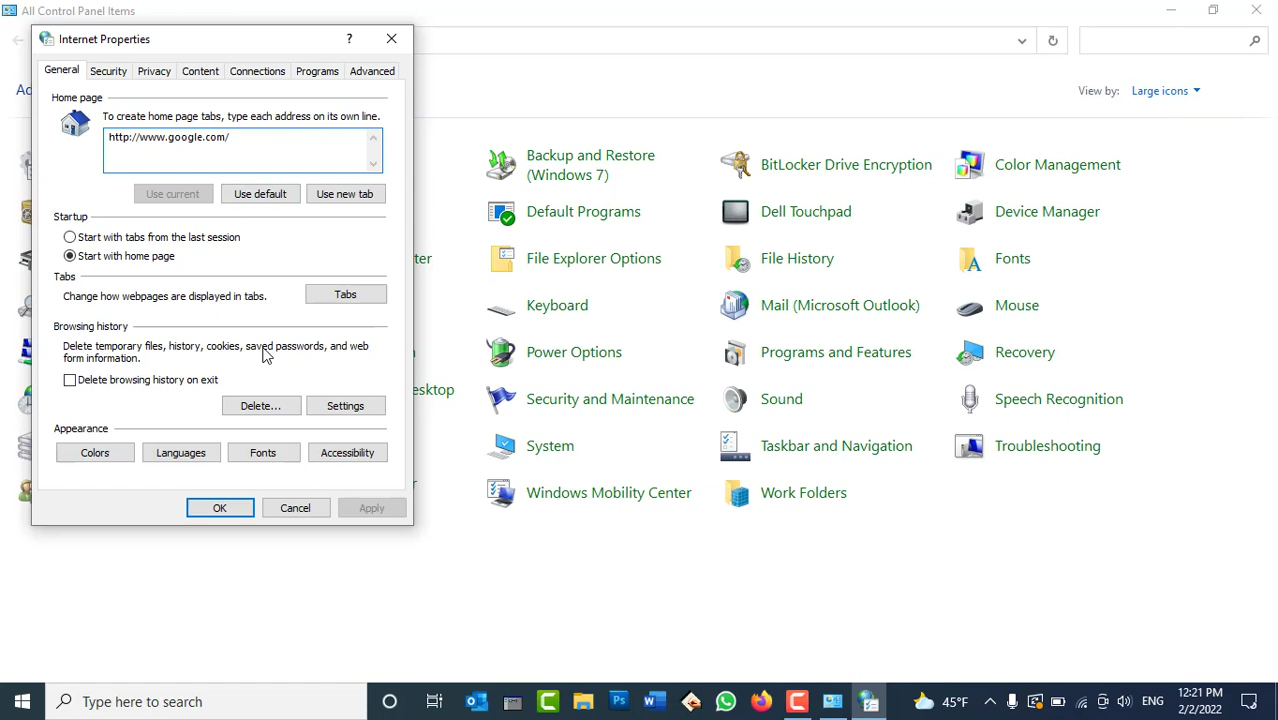 All Control Panel Items
Internet Properties
?
General Security Privacy Content Connections Programs Advanced
View by: Large icons
Home page
To create home page tabs, type each address on its own line.
http://www.google.com/
Use current Use default Use new tab
Startup
Start with tabs from the last session
Start with home page
Tabs
Change how webpages are displayed in tabs.
Tabs
Browsing history
Delete temporary files, history, cookies, saved passwords, and web
form information.
Delete browsing history on exit
Delete... Settings
Appearance
Colors Languages Fonts Accessibility
OK Cancel Apply
Backup and Restore
(Windows 7)
BitLocker Drive Encryption
Color Management
Default Programs
Dell Touchpad
Device Manager
File Explorer Options
File History
Fonts
Keyboard
Mail (Microsoft Outlook)
Mouse
Power Options
Programs and Features
Recovery
Security and Maintenance
Sound
Speech Recognition
System
Taskbar and Navigation
Troubleshooting
Windows Mobility Center
Work Folders
Type here to search
Ps
45°F
ENG
12:21 PM
2/2/2022